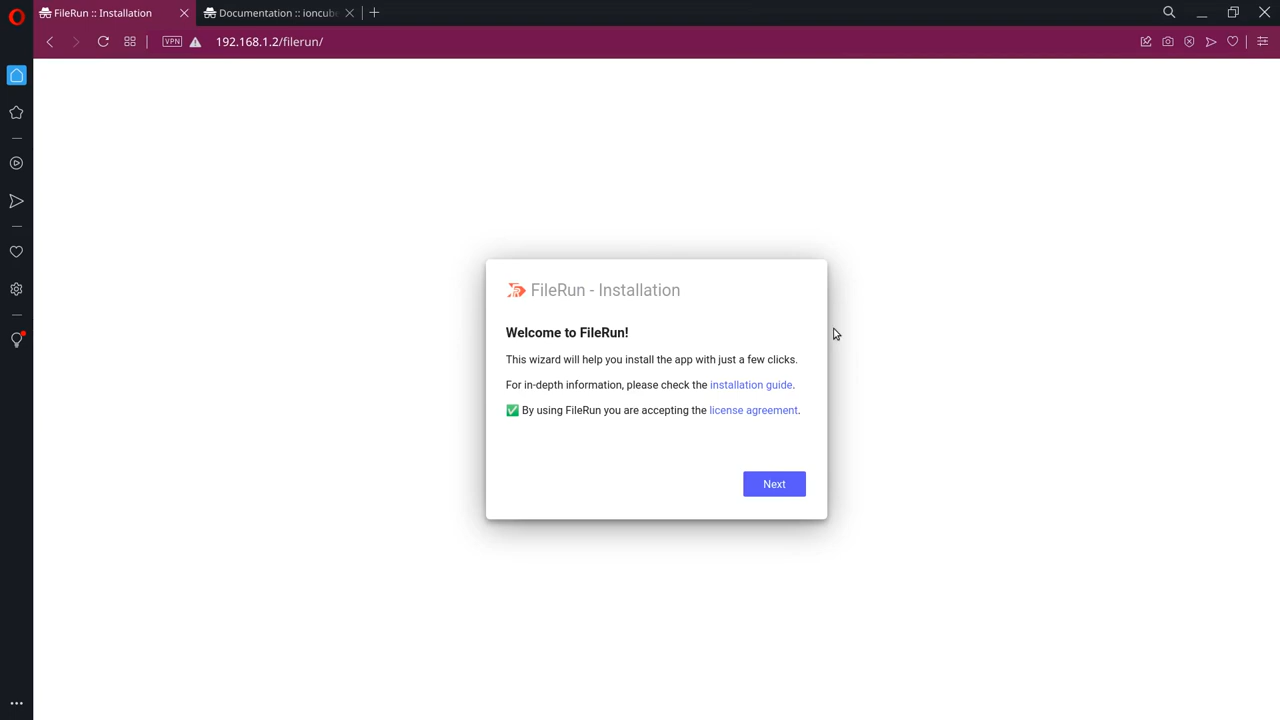 FileRun :: Installation
Documentation :: ioncub
VPN
192.168.1.2/filerun/
FileRun - Installation
Welcome to FileRun!
This wizard will help you install the app with just a few clicks.
For in-depth information, please check the installation guide.
✅ By using FileRun you are accepting the license agreement.
Next